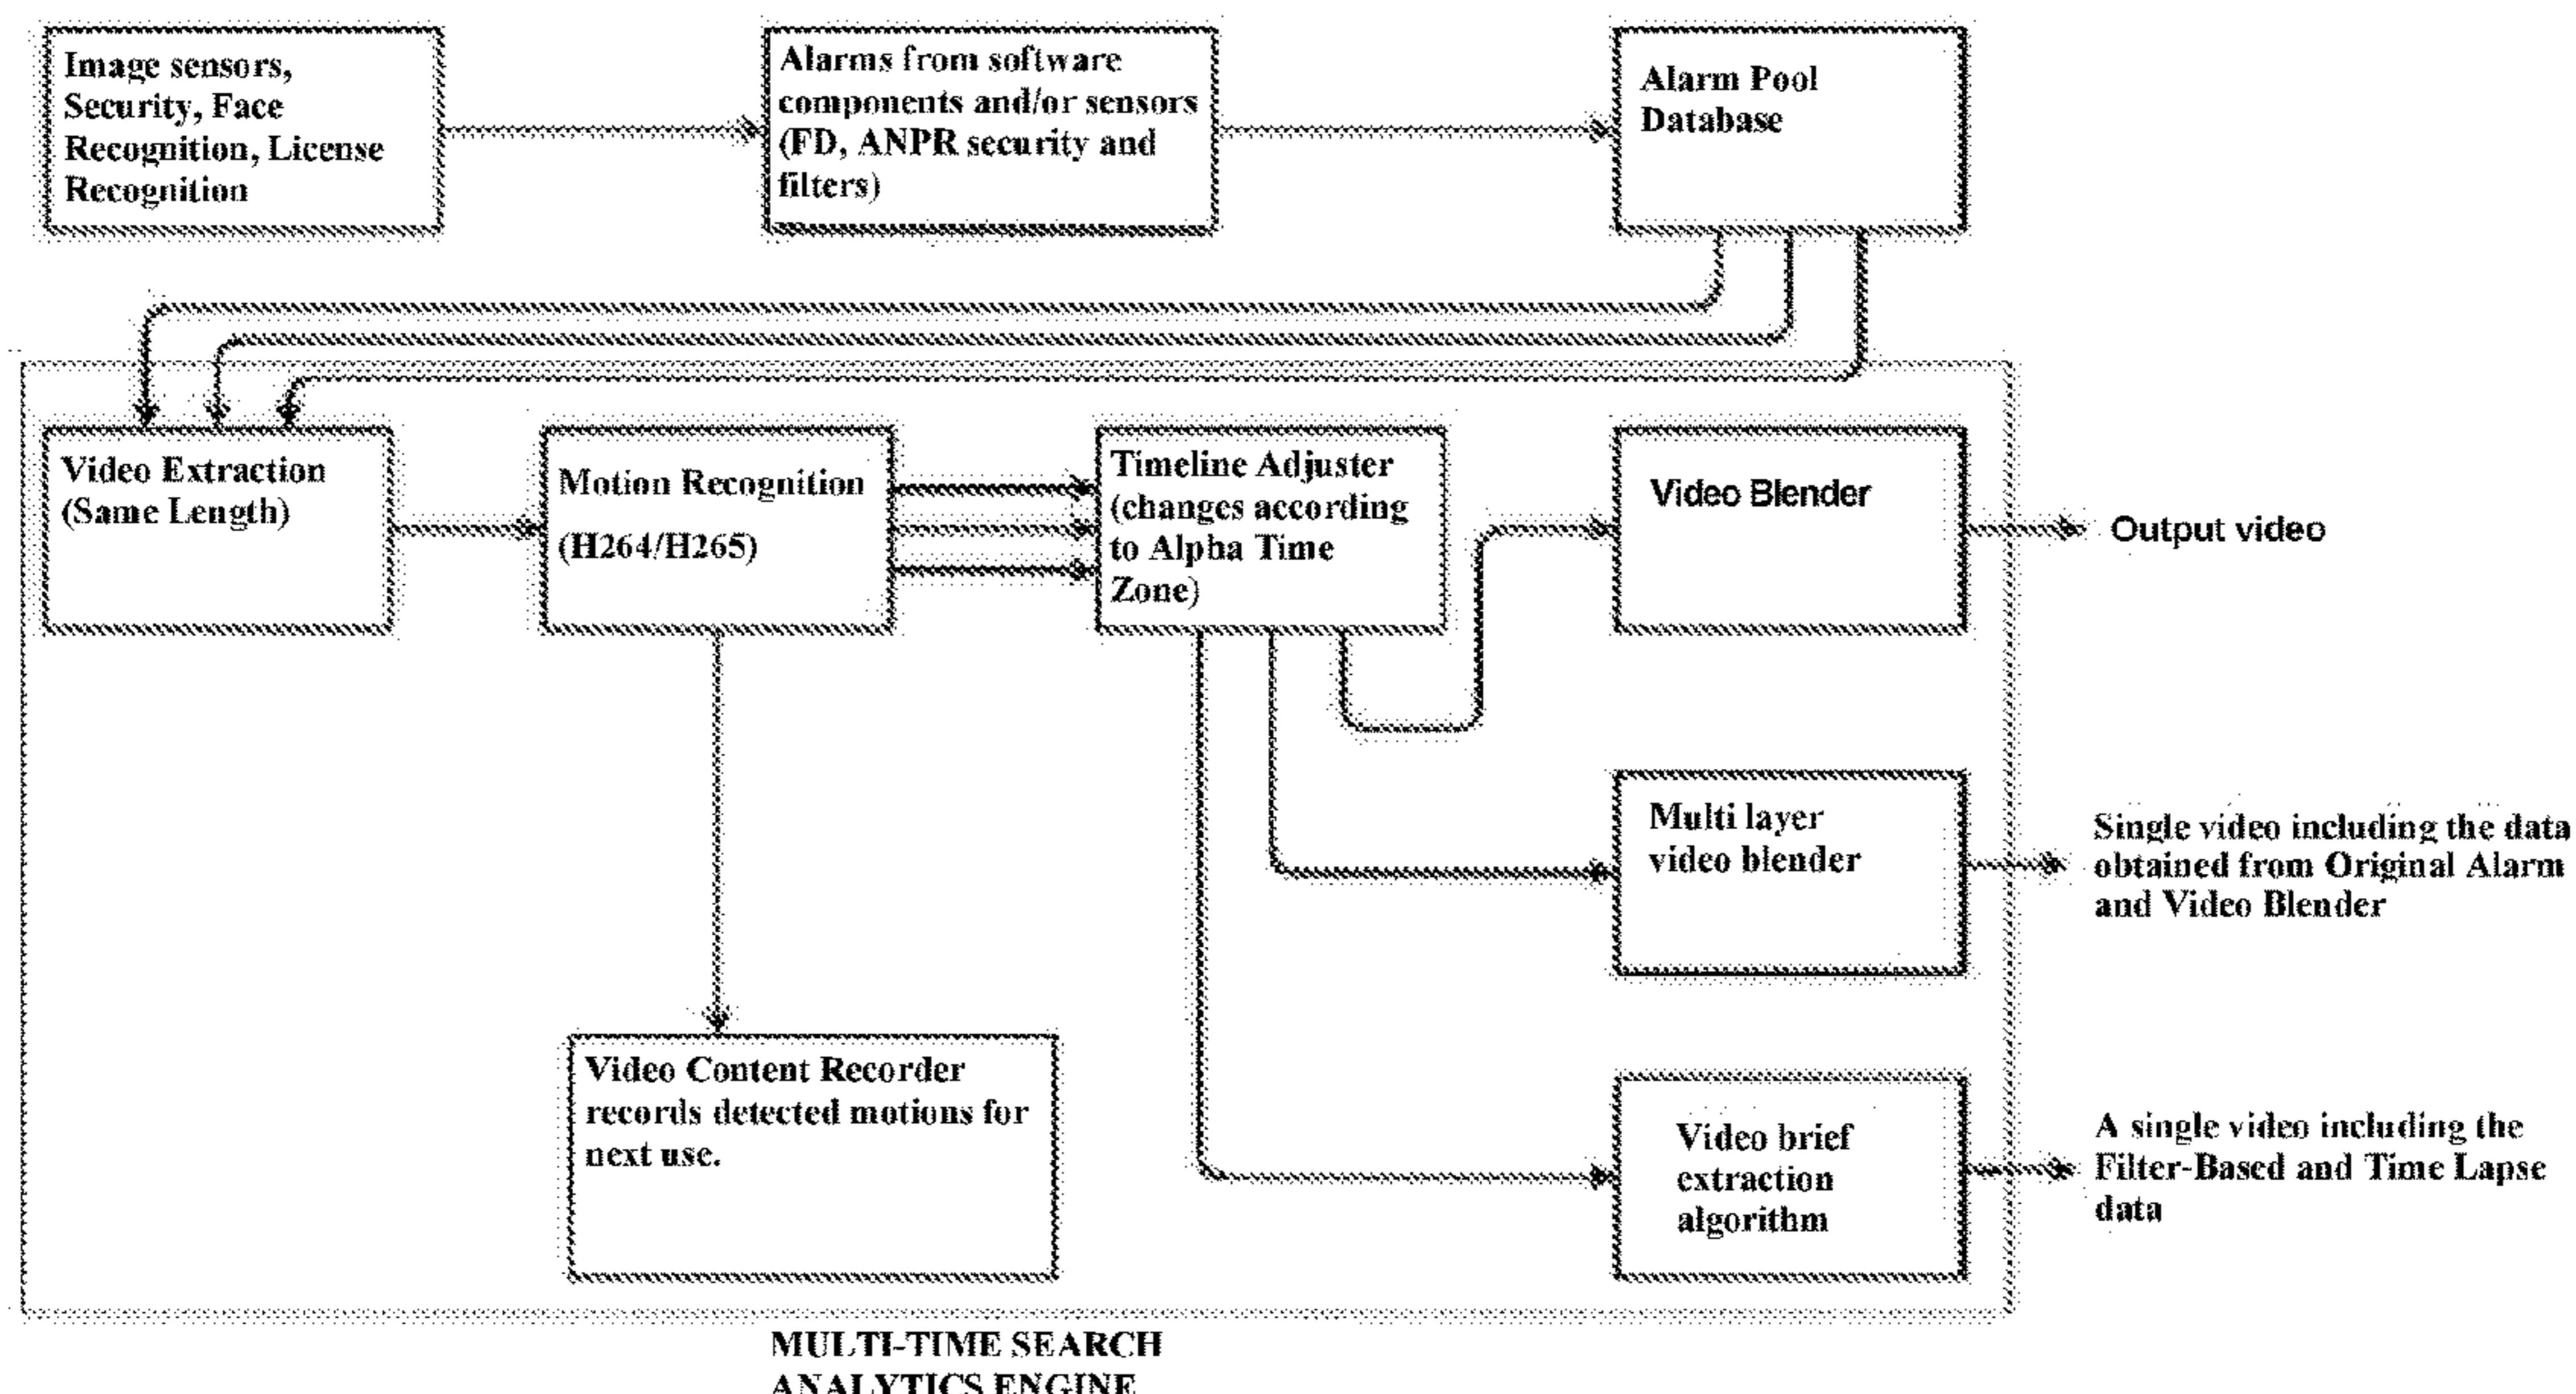 Image sensors,
Security, Face
Recognition, License
Recognition
Alarms from software
components and/or sensors
(FD, ANPR security and
filters)
Alarm Pool
Database
Video Extraction
(Same Length)
Motion Recognition
(H264/H265)
Timeline Adjuster
(changes according
to Alpha Time
Zone)
Video Blender
Output video
Multi layer
video blender
Single video including the data
obtained from Original Alarm
and Video Blender
Video Content Recorder
records detected motions for
next use.
Video brief
extraction
algorithm
A single video including the
Filter-Based and Time Lapse
data
MULTI-TIME SEARCH
ANALYTICS ENGINE